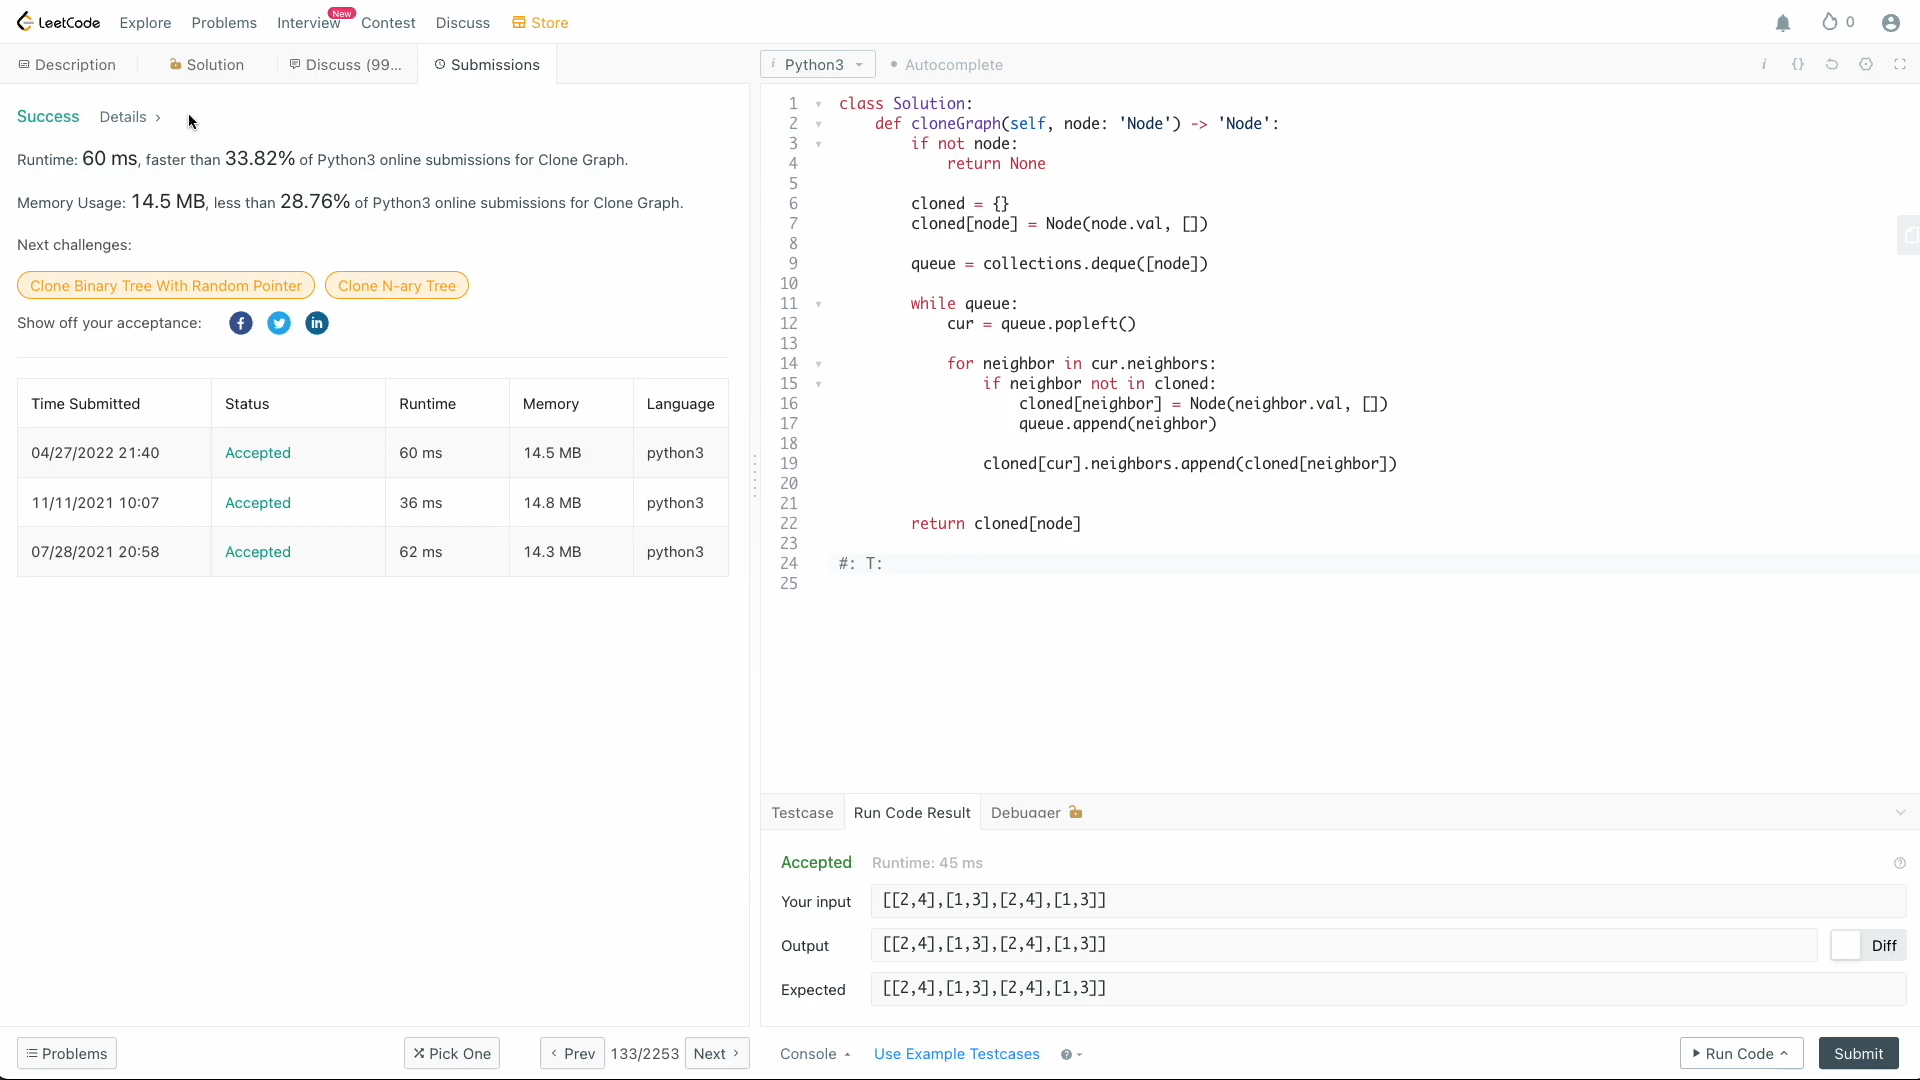 LeetCode Explore Problems Interview New Contest Discuss Store 0
Description Solution Discuss (99... Submissions
Success Details ›
Runtime: 60 ms, faster than 33.82% of Python3 online submissions for Clone Graph.
Memory Usage: 14.5 MB, less than 28.76% of Python3 online submissions for Clone Graph.
Next challenges:
Clone Binary Tree With Random Pointer Clone N-ary Tree
Show off your acceptance:
Time Submitted Status Runtime Memory Language
04/27/2022 21:40 Accepted 60 ms 14.5 MB python3
11/11/2021 10:07 Accepted 36 ms 14.8 MB python3
07/28/2021 20:58 Accepted 62 ms 14.3 MB python3
Problems Pick One ‹ Prev 133/2253 Next ›
i Python3 • Autocomplete i {}
1 class Solution:
2 def cloneGraph(self, node: 'Node') -> 'Node':
3 if not node:
4 return None
5
6 cloned = {}
7 cloned[node] = Node(node.val, [])
8
9 queue = collections.deque([node])
10
11 while queue:
12 cur = queue.popleft()
13
14 for neighbor in cur.neighbors:
15 if neighbor not in cloned:
16 cloned[neighbor] = Node(neighbor.val, [])
17 queue.append(neighbor)
18
19 cloned[cur].neighbors.append(cloned[neighbor])
20
21
22 return cloned[node]
23
24 #: T:
25
Testcase Run Code Result Debugger
Accepted Runtime: 45 ms
Your input [[2,4],[1,3],[2,4],[1,3]]
Output [[2,4],[1,3],[2,4],[1,3]] Diff
Expected [[2,4],[1,3],[2,4],[1,3]]
Console Use Example Testcases Run Code Submit